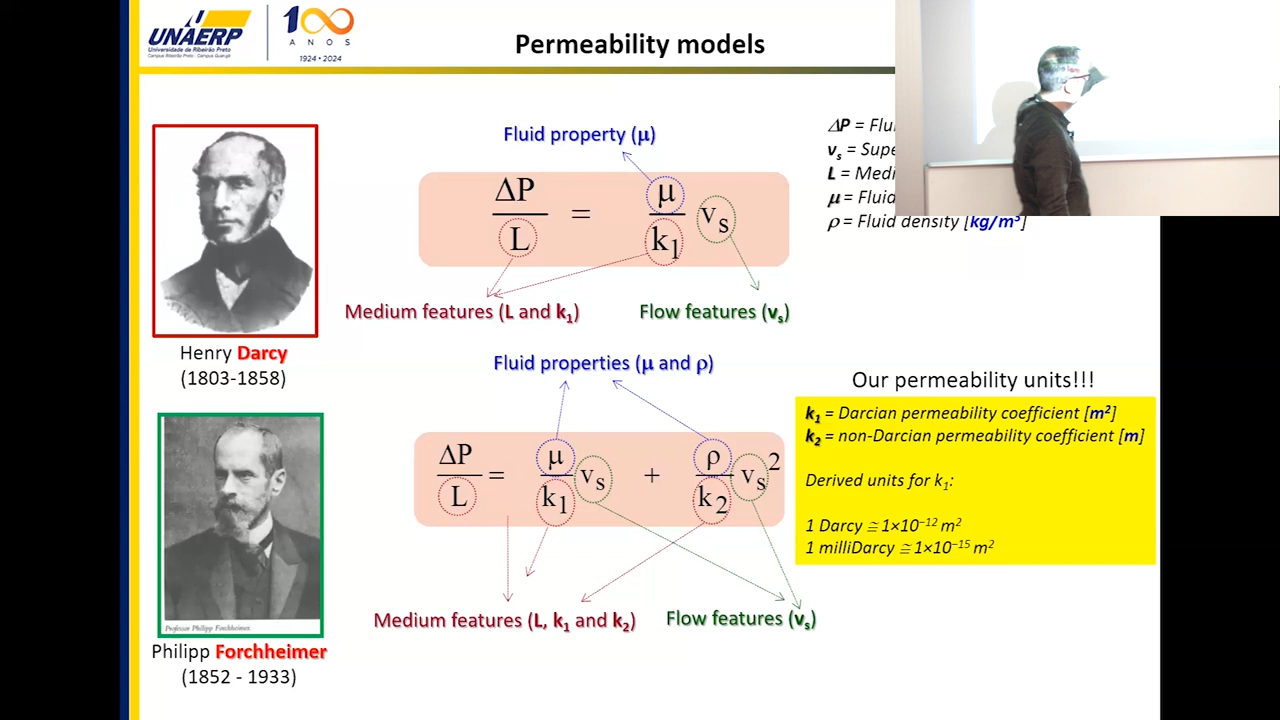 UNAERP
Universidade de Ribeirão Preto
Campus Ribeirão Preto • Campus Guarujá
100
ANOS
1924 • 2024
Permeability models
Henry Darcy
(1803-1858)
Fluid property (μ)
ΔP/L = μ/k₁ vₛ
Medium features (L and k₁)
Flow features (vₛ)
ΔP =
vₛ =
L =
μ =
ρ = Fluid density [kg/m³]
Professor Philipp Forchheimer
Philipp Forchheimer
(1852 - 1933)
Fluid properties (μ and ρ)
ΔP/L = μ/k₁ vₛ + ρ/k₂ vₛ²
Medium features (L, k₁ and k₂)
Flow features (vₛ)
Our permeability units!!!
k₁ = Darcian permeability coefficient [m²]
k₂ = non-Darcian permeability coefficient [m]
Derived units for k₁:
1 Darcy ≅ 1×10⁻¹² m²
1 milliDarcy ≅ 1×10⁻¹⁵ m²